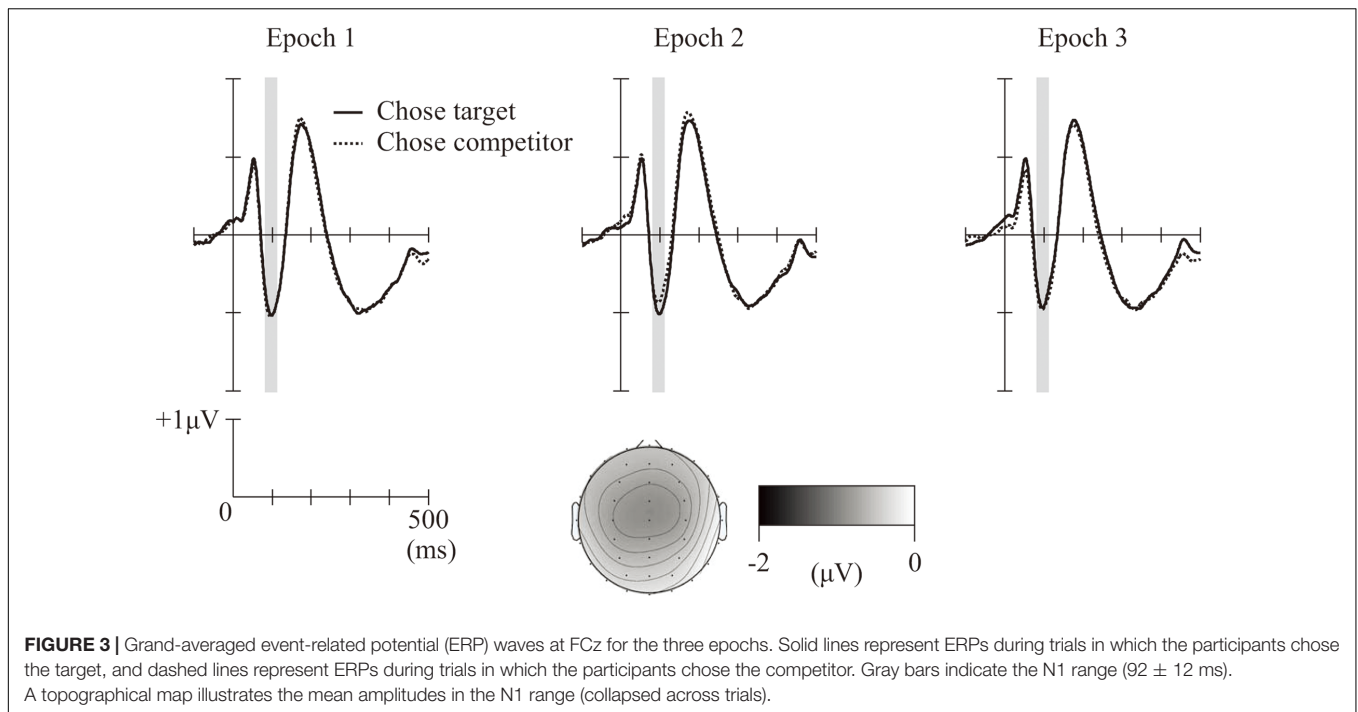 Epoch 1 Epoch 2 Epoch 3
Chose target
Chose competitor
+1μV
0 500
(ms)
-2 0
(μV)
FIGURE 3 | Grand-averaged event-related potential (ERP) waves at FCz for the three epochs. Solid lines represent ERPs during trials in which the participants chose
the target, and dashed lines represent ERPs during trials in which the participants chose the competitor. Gray bars indicate the N1 range (92 ± 12 ms).
A topographical map illustrates the mean amplitudes in the N1 range (collapsed across trials).